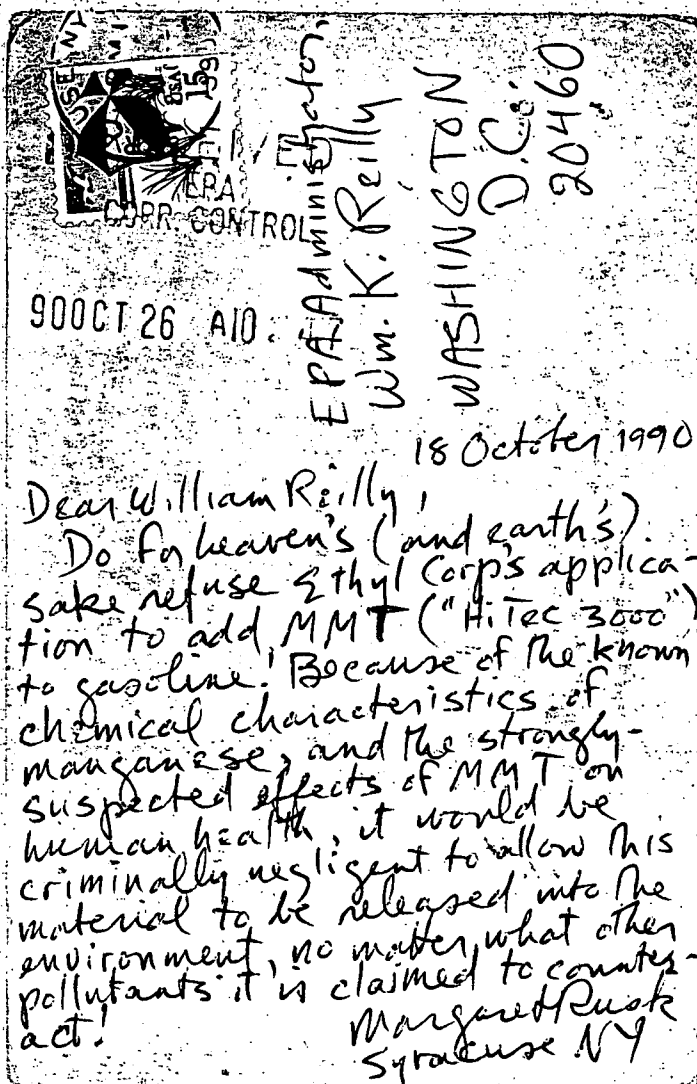 EPA
CORR. CONTROL
90 OCT 26 A10:
EPA Administrator,
Wm. K. Reilly
WASHINGTON
D.C.
20460
18 October 1990
Dear William Reilly,
Do for heaven's (and earth's)
sake refuse Ethyl Corp's applica-
tion to add MMT ("HiTec 3000")
to gasoline! Because of the known
chemical characteristics of
manganese, and the strongly-
suspected effects of MMT on
human health, it would be
criminally negligent to allow this
material to be released into the
environment, no matter what other
pollutants it is claimed to counter-
act!
Margaret Rusk
Syracuse NY